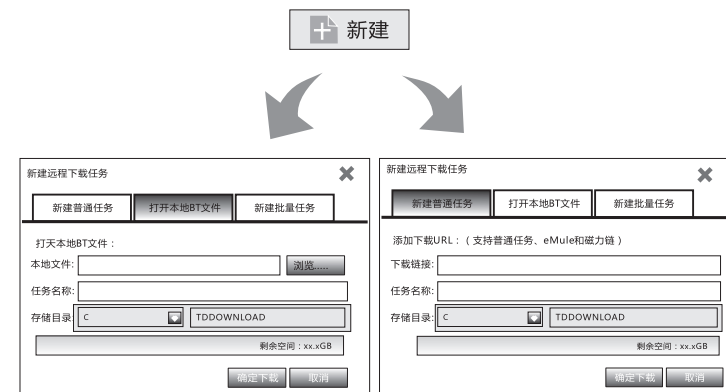 新建
新建远程下载任务
新建普通任务 打开本地BT文件 新建批量任务
打天本地BT文件：
本地文件: 浏览.....
任务名称:
存储目录: C TDDOWNLOAD
剩余空间：xx.xGB
确定下载 取消
新建远程下载任务
新建普通任务 打开本地BT文件 新建批量任务
添加下载URL：（支持普通任务、eMule和磁力链）
下载链接:
任务名称:
存储目录: C TDDOWNLOAD
剩余空间：xx.xGB
确定下载 取消